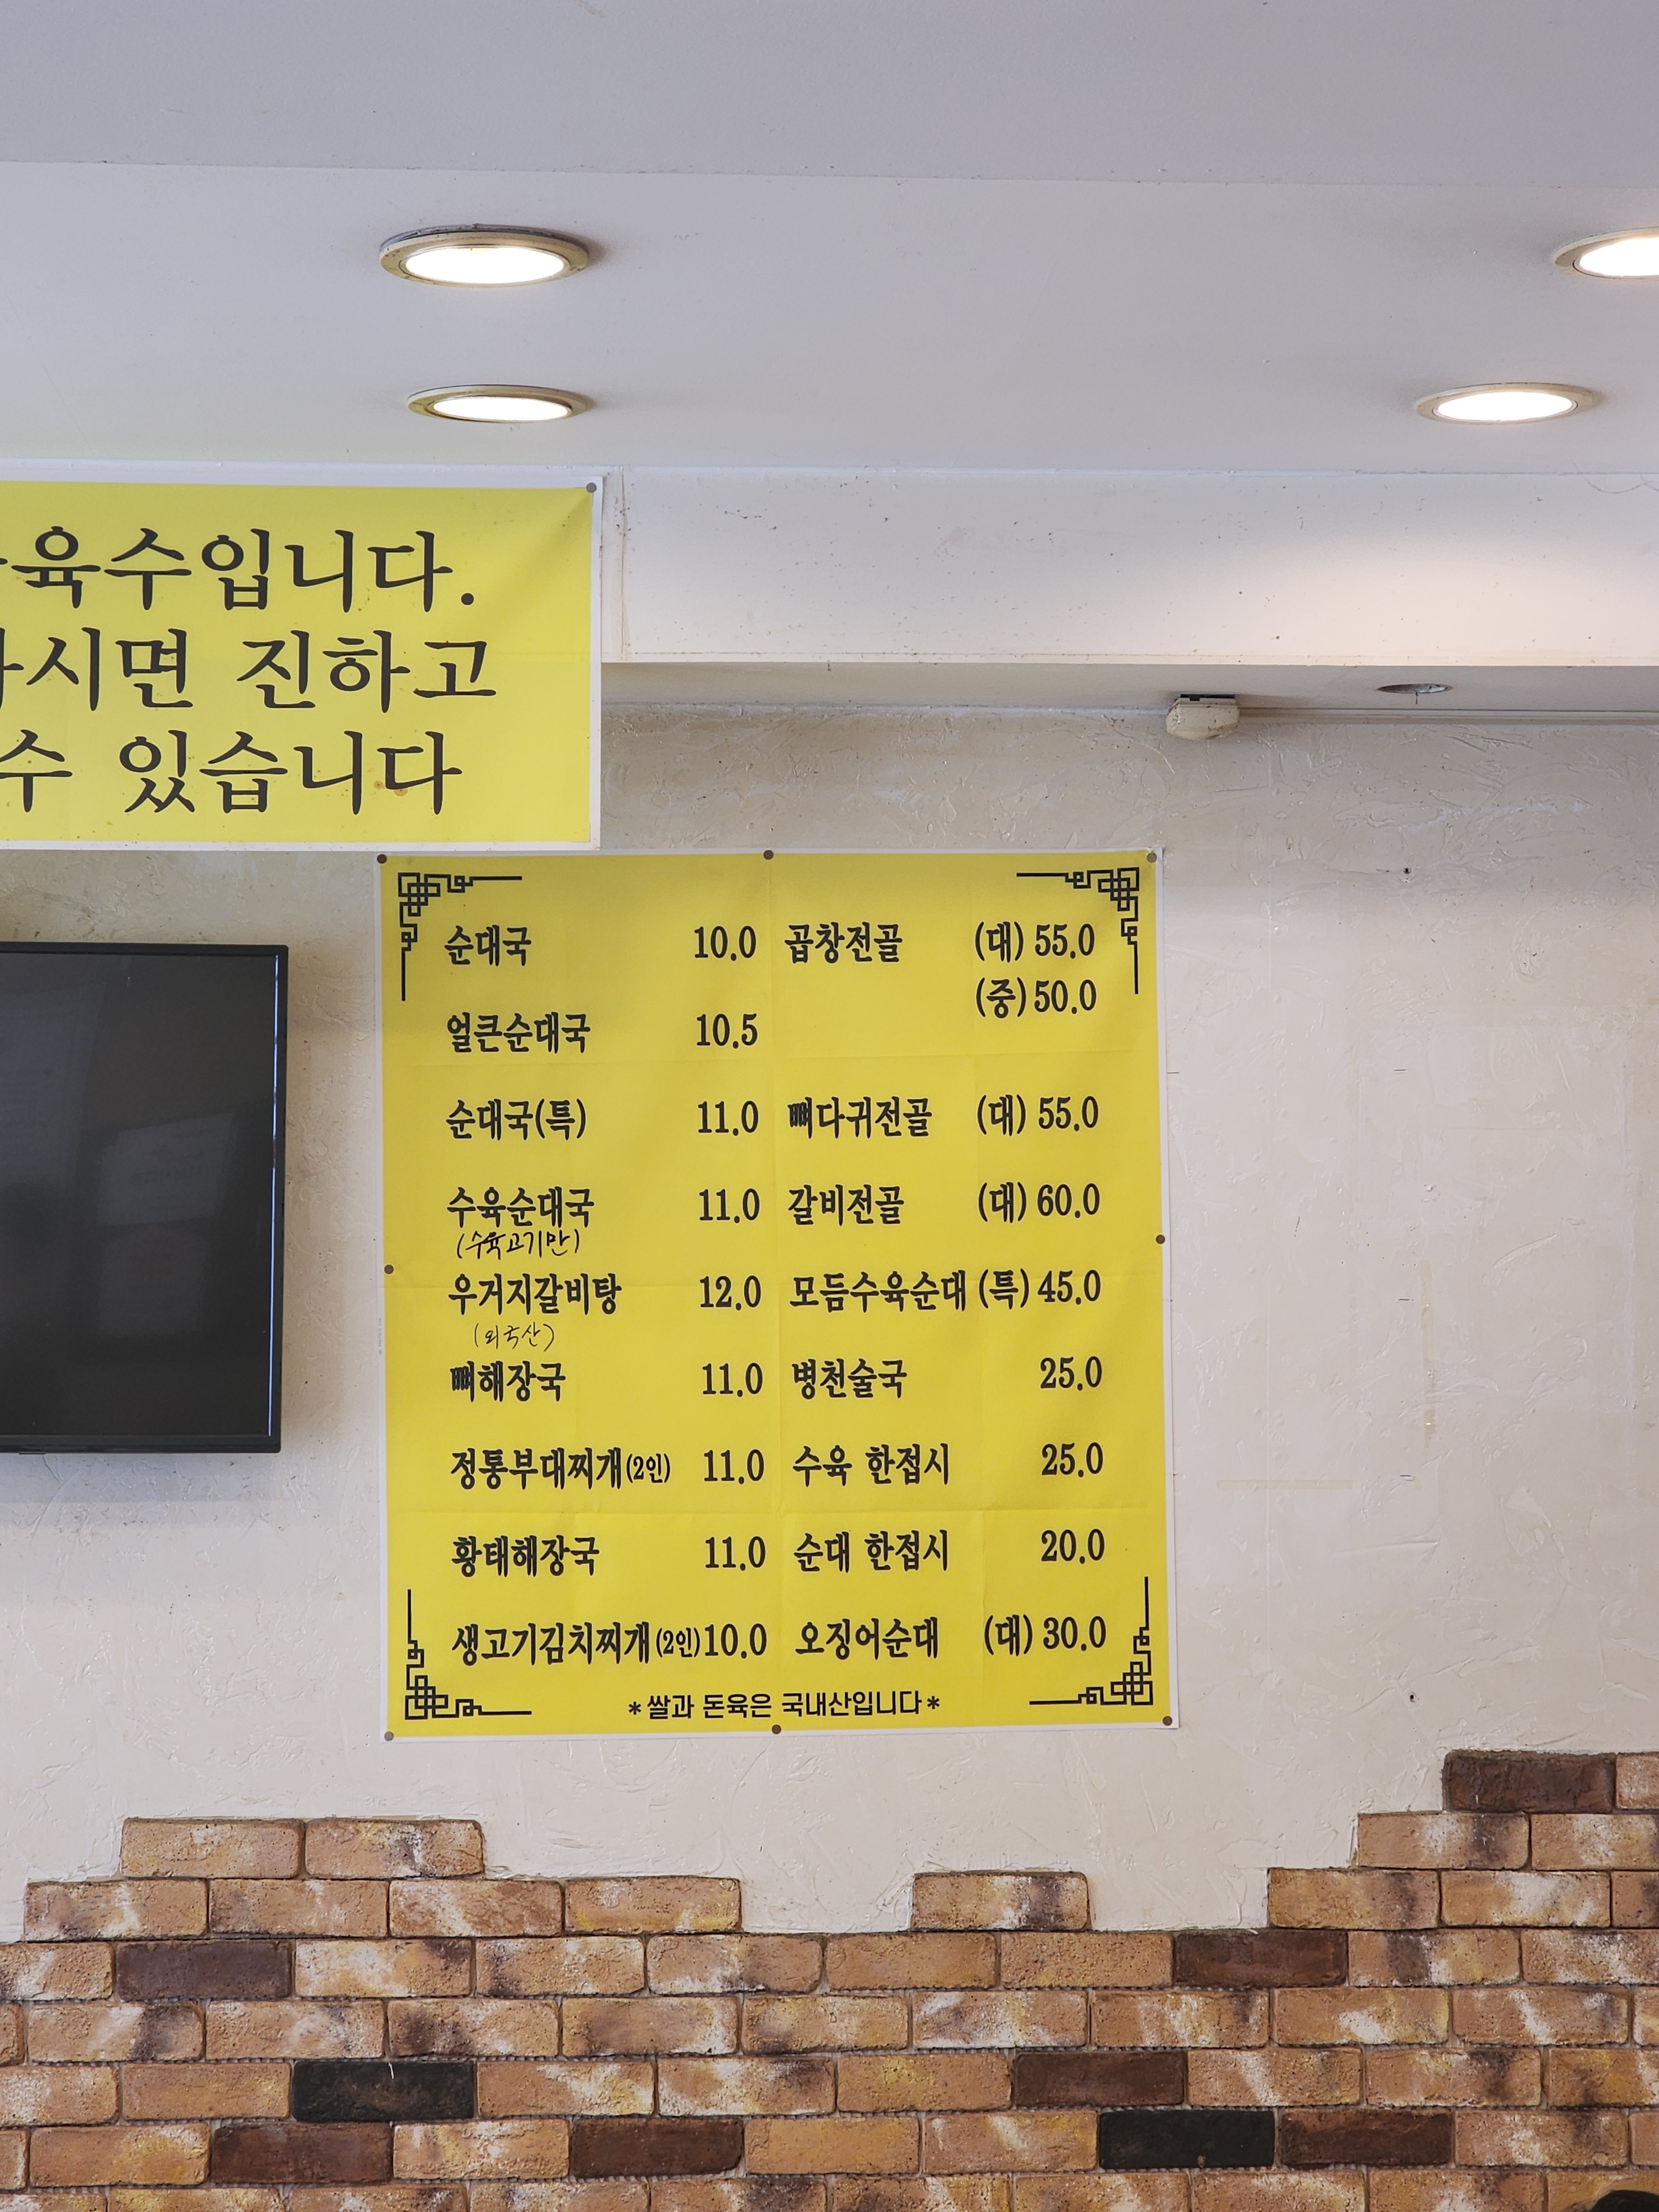 육수입니다.
하시면 진하고
수 있습니다
순대국 10.0
얼큰순대국 10.5
순대국(특) 11.0
수육순대국 11.0
(수육고기만)
우거지갈비탕 12.0
(외국산)
뼈해장국 11.0
정통부대찌개(2인) 11.0
황태해장국 11.0
생고기김치찌개(2인) 10.0
곱창전골 (대) 55.0
(중) 50.0
뼈다귀전골 (대) 55.0
갈비전골 (대) 60.0
모듬수육순대 (특) 45.0
병천술국 25.0
수육 한접시 25.0
순대 한접시 20.0
오징어순대 (대) 30.0
*쌀과 돈육은 국내산입니다*